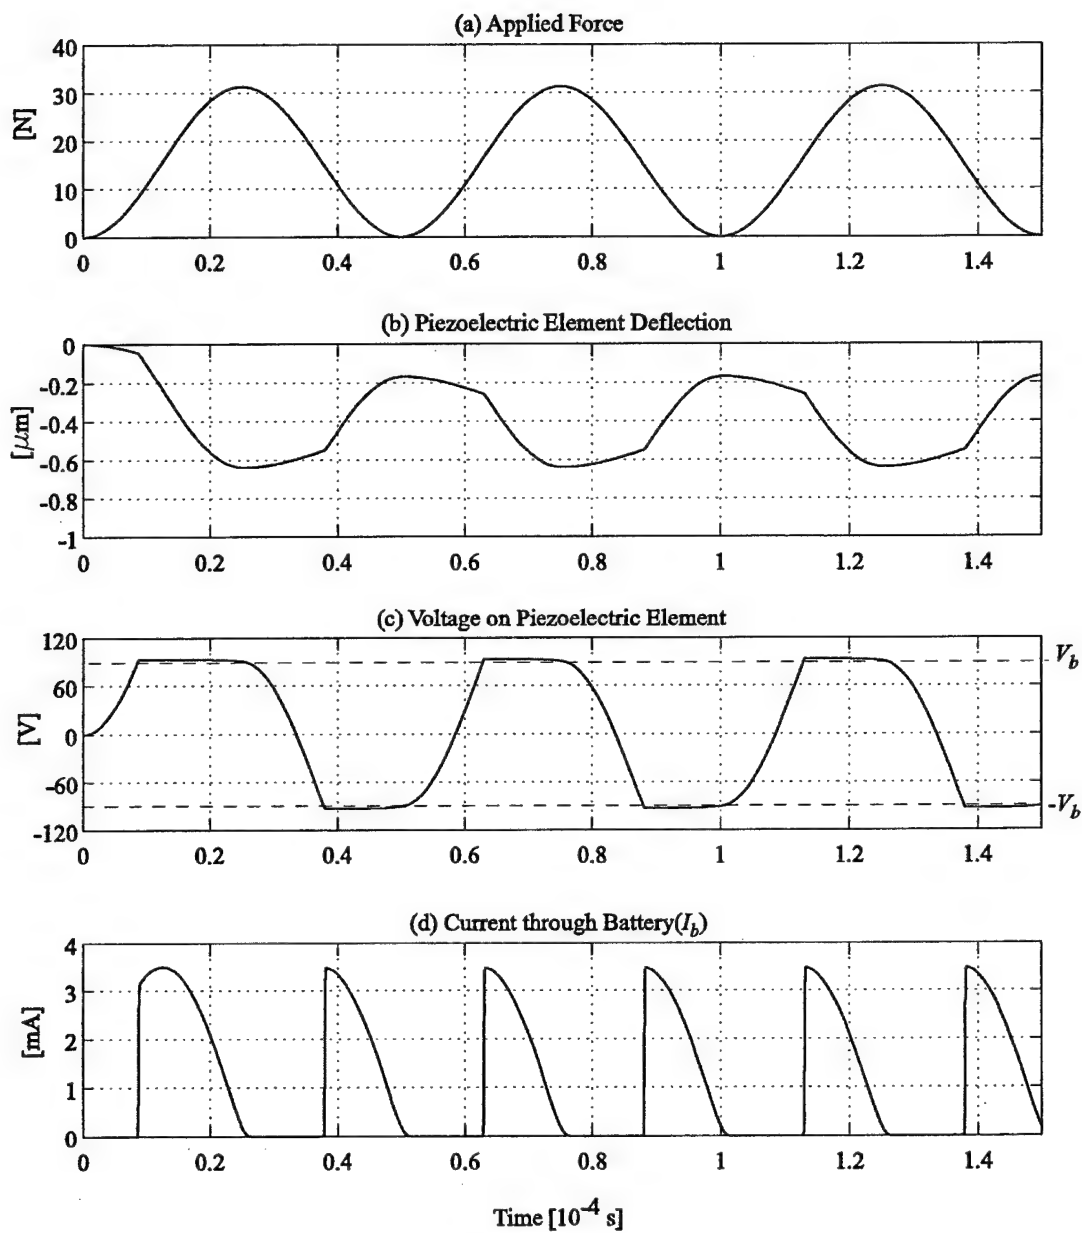 (a) Applied Force
40
30
20
10
0
[N]
0 0.2 0.4 0.6 0.8 1 1.2 1.4
(b) Piezoelectric Element Deflection
0
-0.2
-0.4
-0.6
-0.8
-1
[μm]
0 0.2 0.4 0.6 0.8 1 1.2 1.4
(c) Voltage on Piezoelectric Element
120
60
0
-60
-120
[V]
V_b
-V_b
0 0.2 0.4 0.6 0.8 1 1.2 1.4
(d) Current through Battery(I_b)
4
3
2
1
0
[mA]
0 0.2 0.4 0.6 0.8 1 1.2 1.4
Time [10^-4 s]